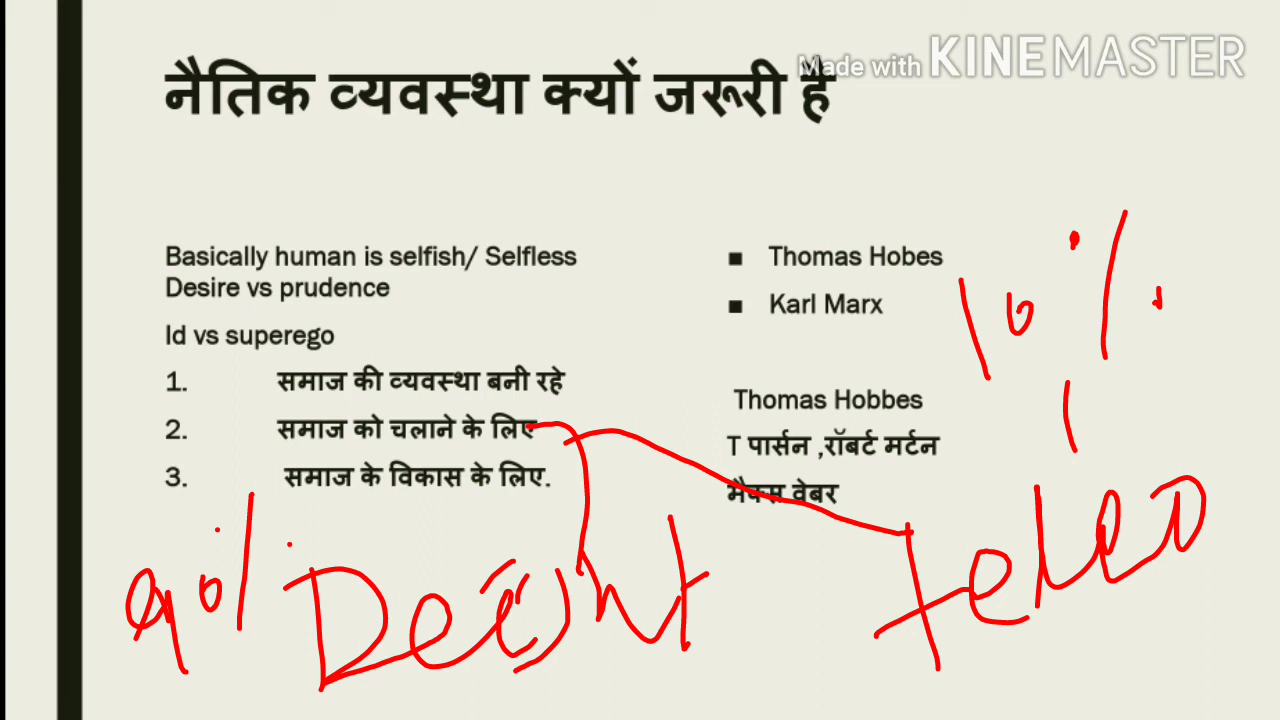 Made with KINEMASTER
नैतिक व्यवस्था क्यों जरूरी है
Basically human is selfish/ Selfless
Desire vs prudence
Id vs superego
1. समाज की व्यवस्था बनी रहे
2. समाज को चलाने के लिए
3. समाज के विकास के लिए.
■ Thomas Hobes
■ Karl Marx
Thomas Hobbes
T पार्सन ,रॉबर्ट मर्टन
मैक्स वेबर
10%
90%
teleo